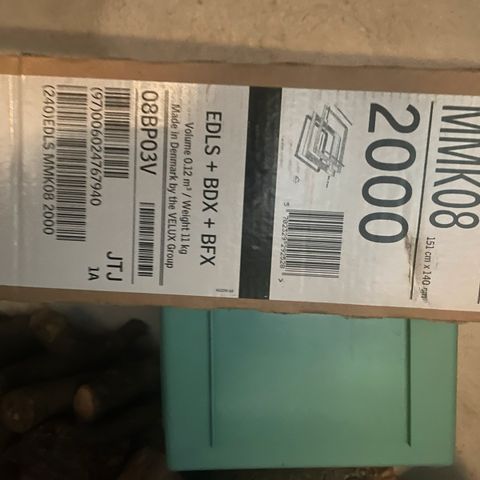 MMK08
151 cm x 140 cm
2000
EDLS + BDX + BFX
Volume 0.12 m³ / Weight 11 kg
Made in Denmark by the VELUX Group
08BP03V
(97)0006024767940
JTJ
1A
(240)EDLS MMK08 2000